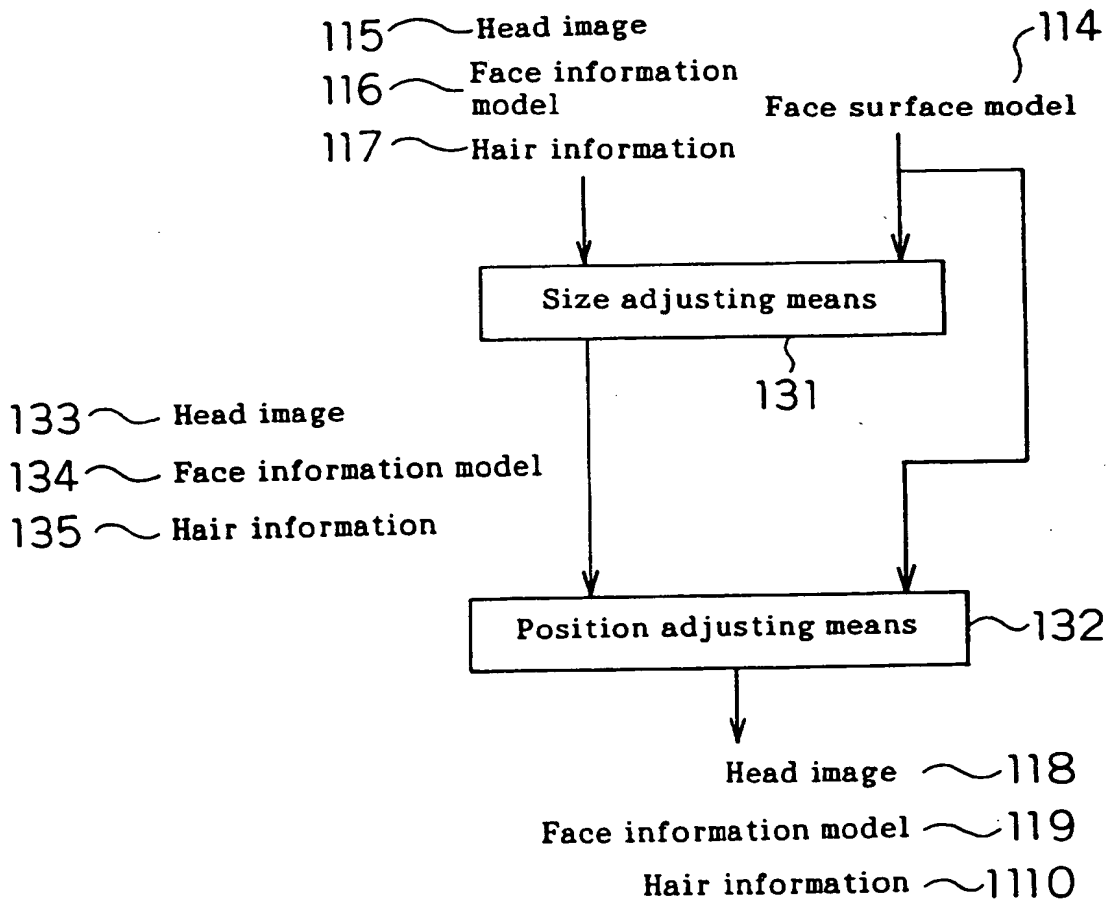 115 Head image
114
116 Face information
model
Face surface model
117 Hair information
Size adjusting means
131
133 Head image
134 Face information model
135 Hair information
Position adjusting means 132
Head image 118
Face information model 119
Hair information 1110